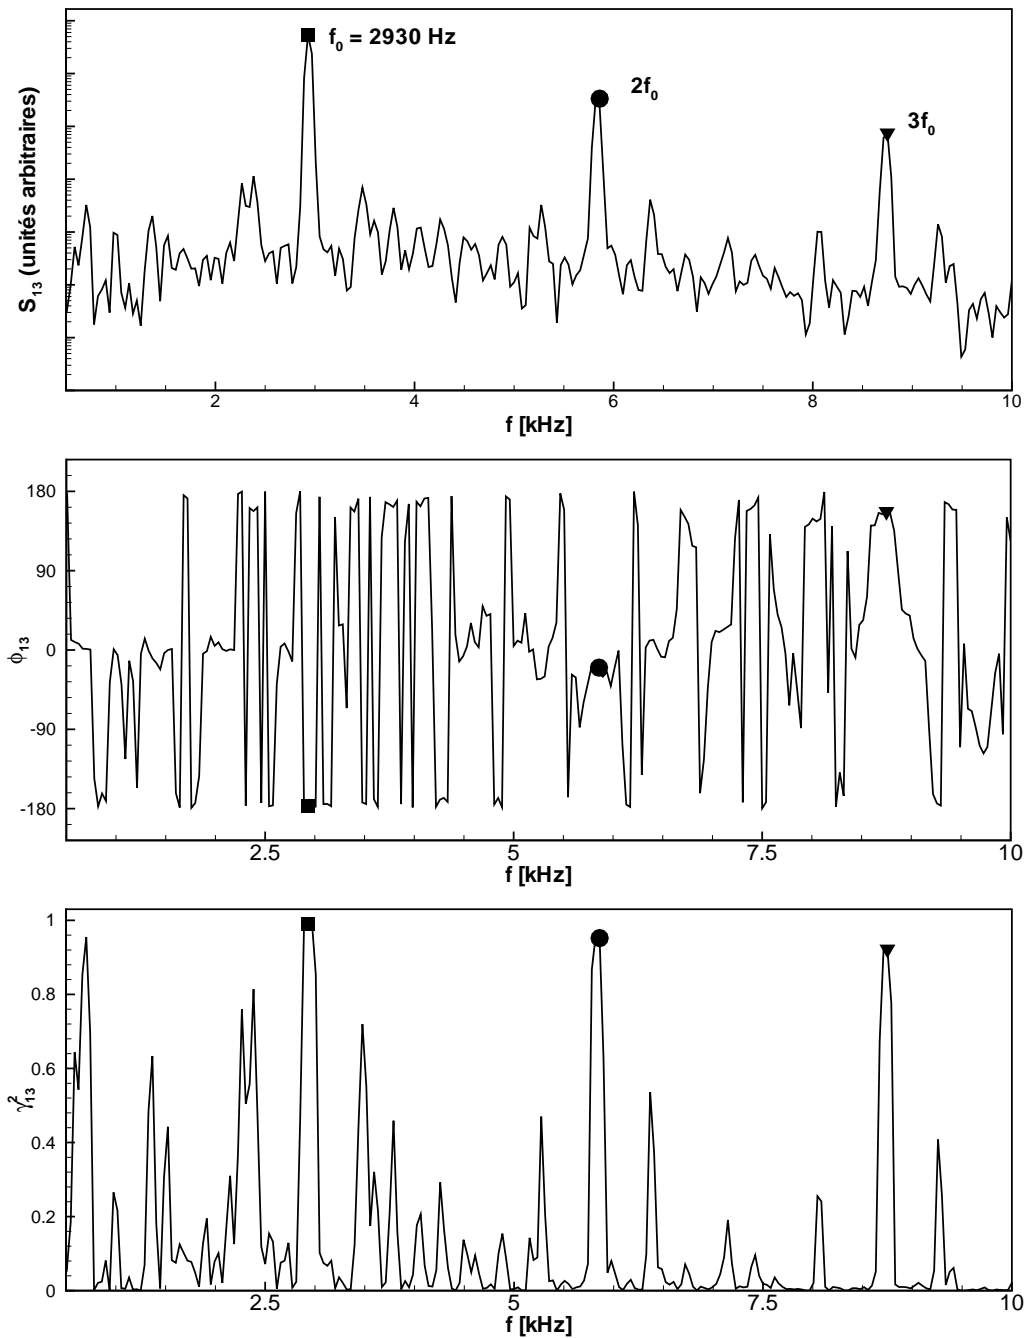 S₁₃ (unités arbitraires)
f₀ = 2930 Hz
2f₀
3f₀
2 4 6 8 10
f [kHz]
ϕ₁₃
180
90
0
-90
-180
2.5 5 7.5 10
f [kHz]
γ²₁₃
1
0.8
0.6
0.4
0.2
0
2.5 5 7.5 10
f [kHz]